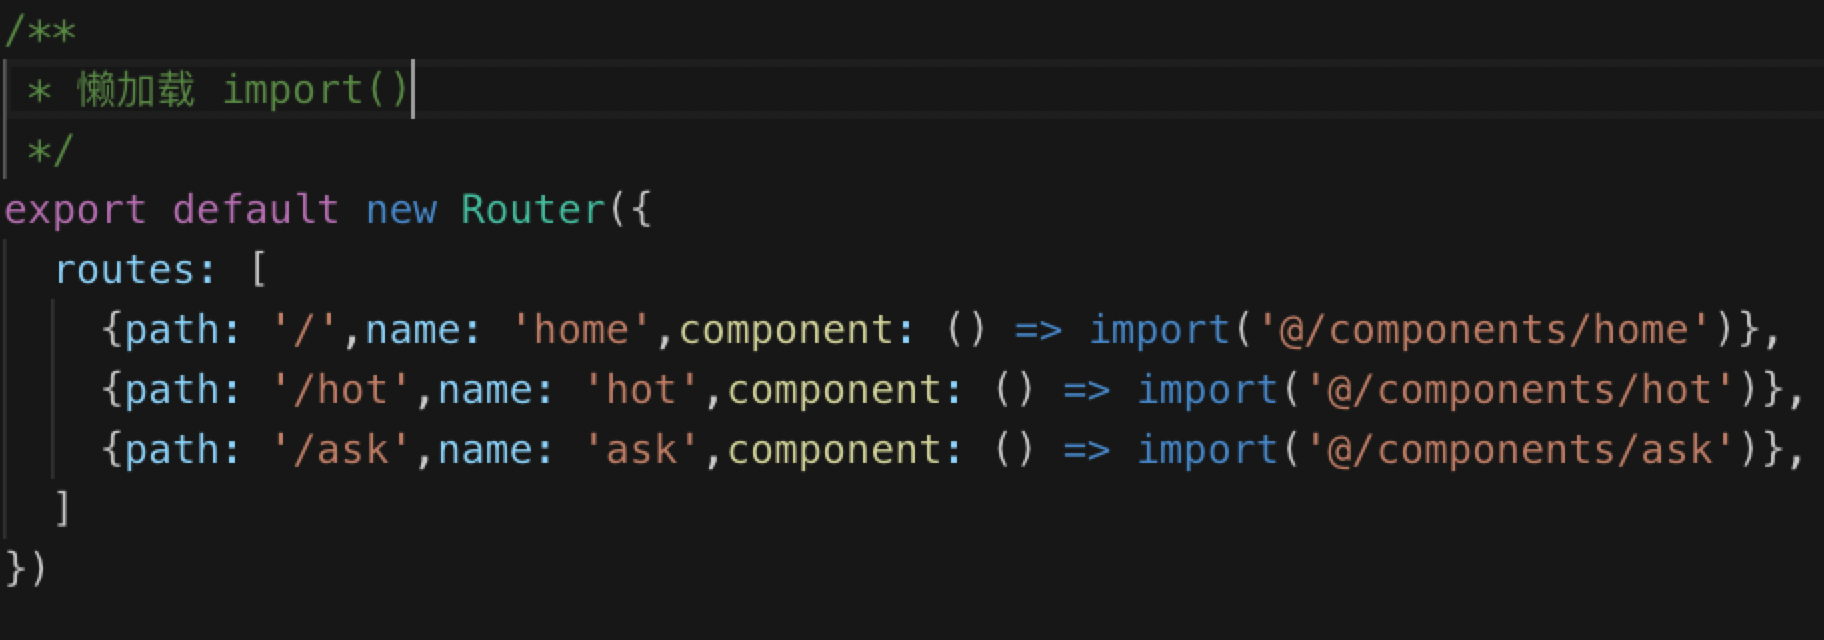 /**
 * 懒加载 import()
 */
export default new Router({
  routes: [
    {path: '/',name: 'home',component: () => import('@/components/home')},
    {path: '/hot',name: 'hot',component: () => import('@/components/hot')},
    {path: '/ask',name: 'ask',component: () => import('@/components/ask')},
  ]
})